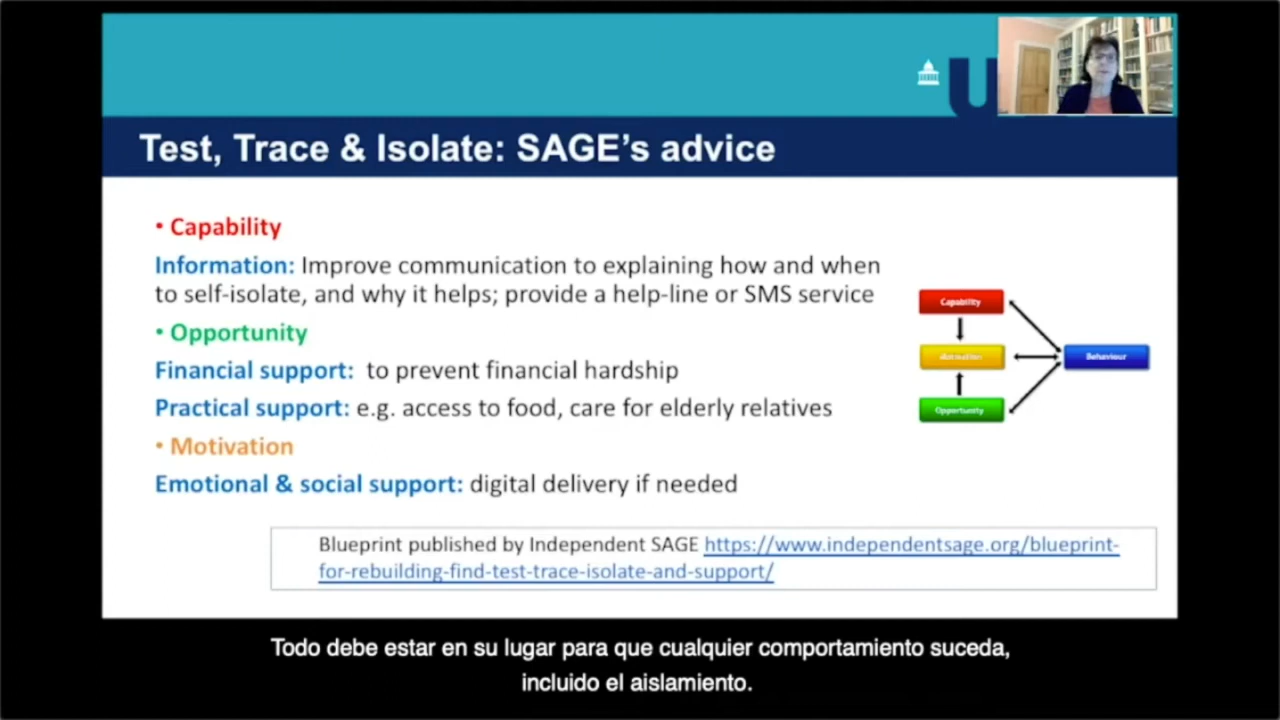 U
Test, Trace & Isolate: SAGE's advice
• Capability
Information: Improve communication to explaining how and when
to self-isolate, and why it helps; provide a help-line or SMS service
• Opportunity
Financial support: to prevent financial hardship
Practical support: e.g. access to food, care for elderly relatives
• Motivation
Emotional & social support: digital delivery if needed
Capability
Motivation
Behaviour
Opportunity
Blueprint published by Independent SAGE https://www.independentsage.org/blueprint-
for-rebuilding-find-test-trace-isolate-and-support/
Todo debe estar en su lugar para que cualquier comportamiento suceda,
incluido el aislamiento.